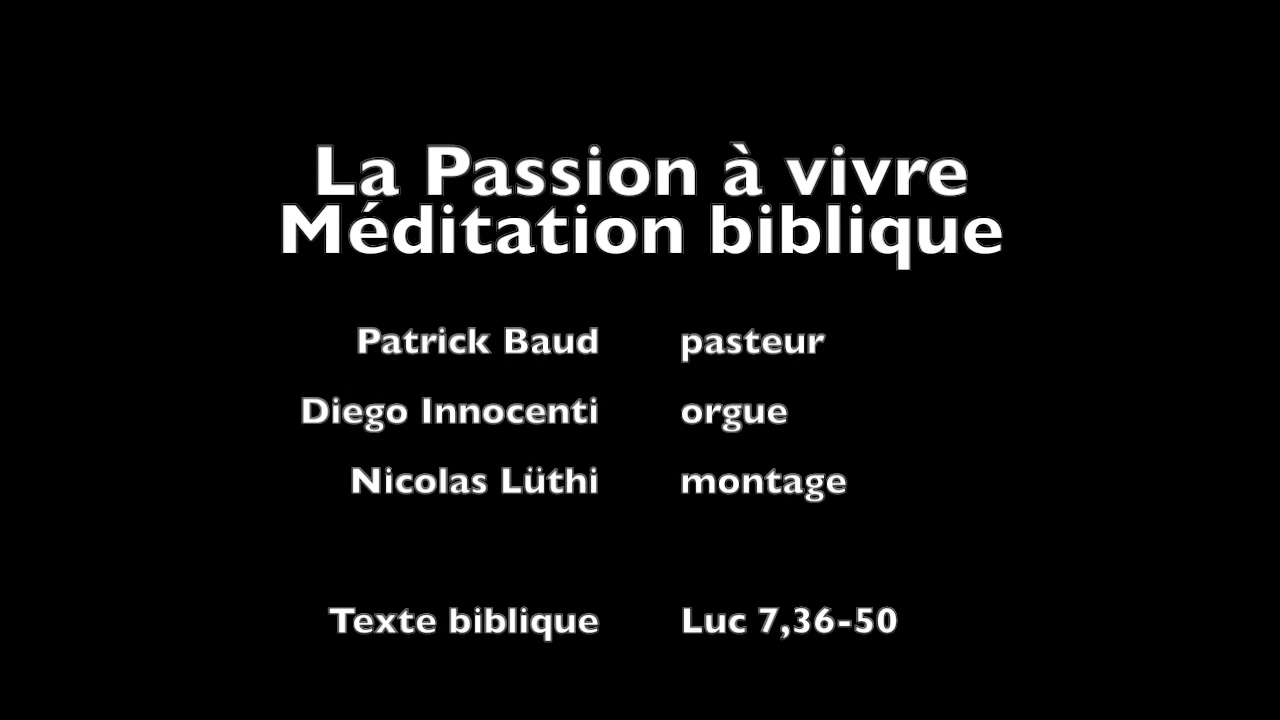 La Passion à vivre
Méditation biblique
Patrick Baud pasteur
Diego Innocenti orgue
Nicolas Lüthi montage
Texte biblique Luc 7,36-50